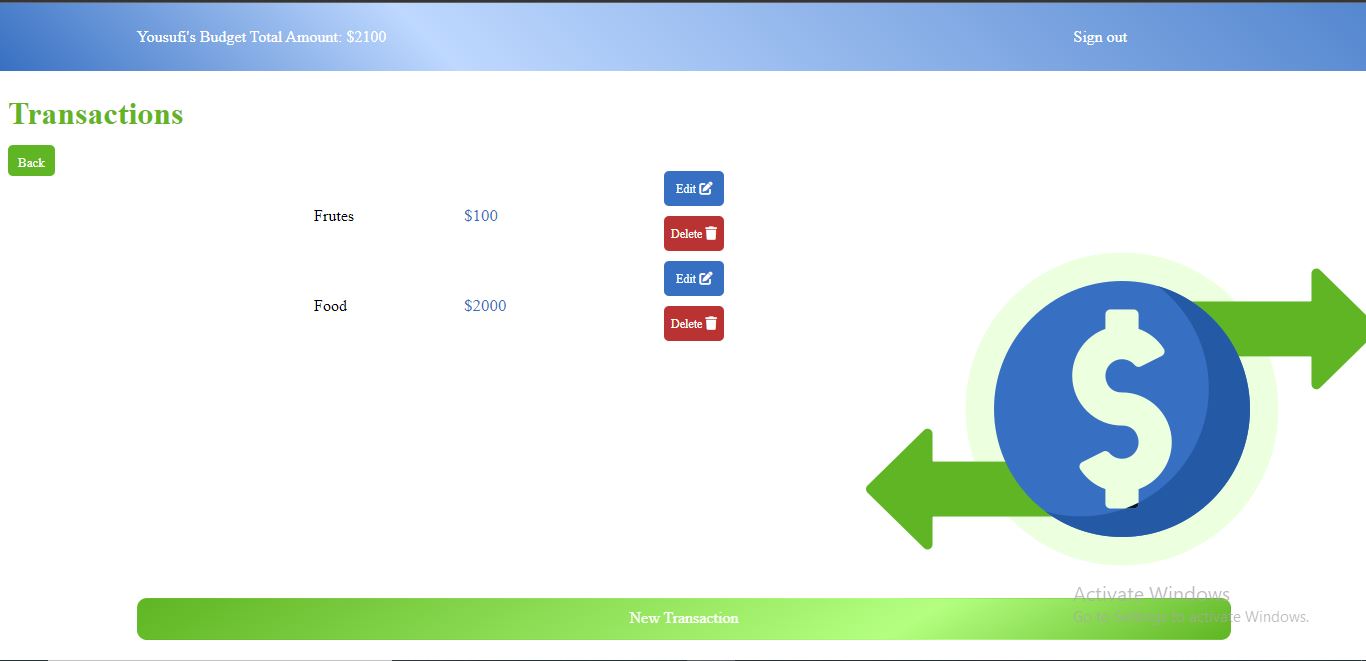 Yousufi's Budget Total Amount: $2100
Sign out
Transactions
Back
Frutes
$100
Edit
Delete
Food
$2000
Edit
Delete
$
New Transaction
Activate Windows
Go to Settings to activate Windows.